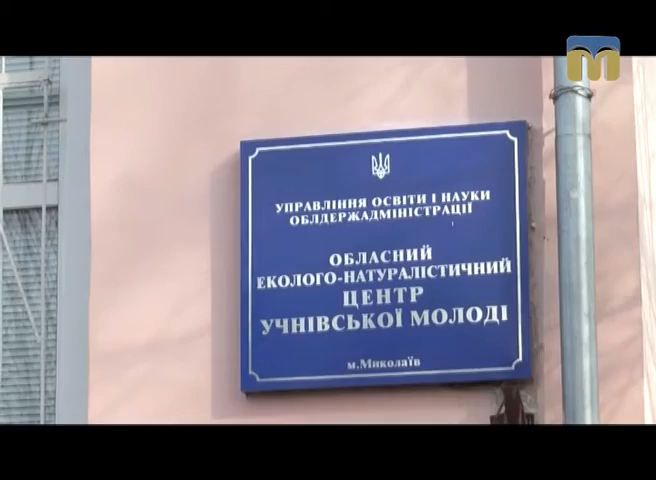 УПРАВЛІННЯ ОСВІТИ І НАУКИ
ОБЛДЕРЖАДМІНІСТРАЦІЇ
ОБЛАСНИЙ
ЕКОЛОГО-НАТУРАЛІСТИЧНИЙ
ЦЕНТР
УЧНІВСЬКОЇ МОЛОДІ
м.Миколаїв